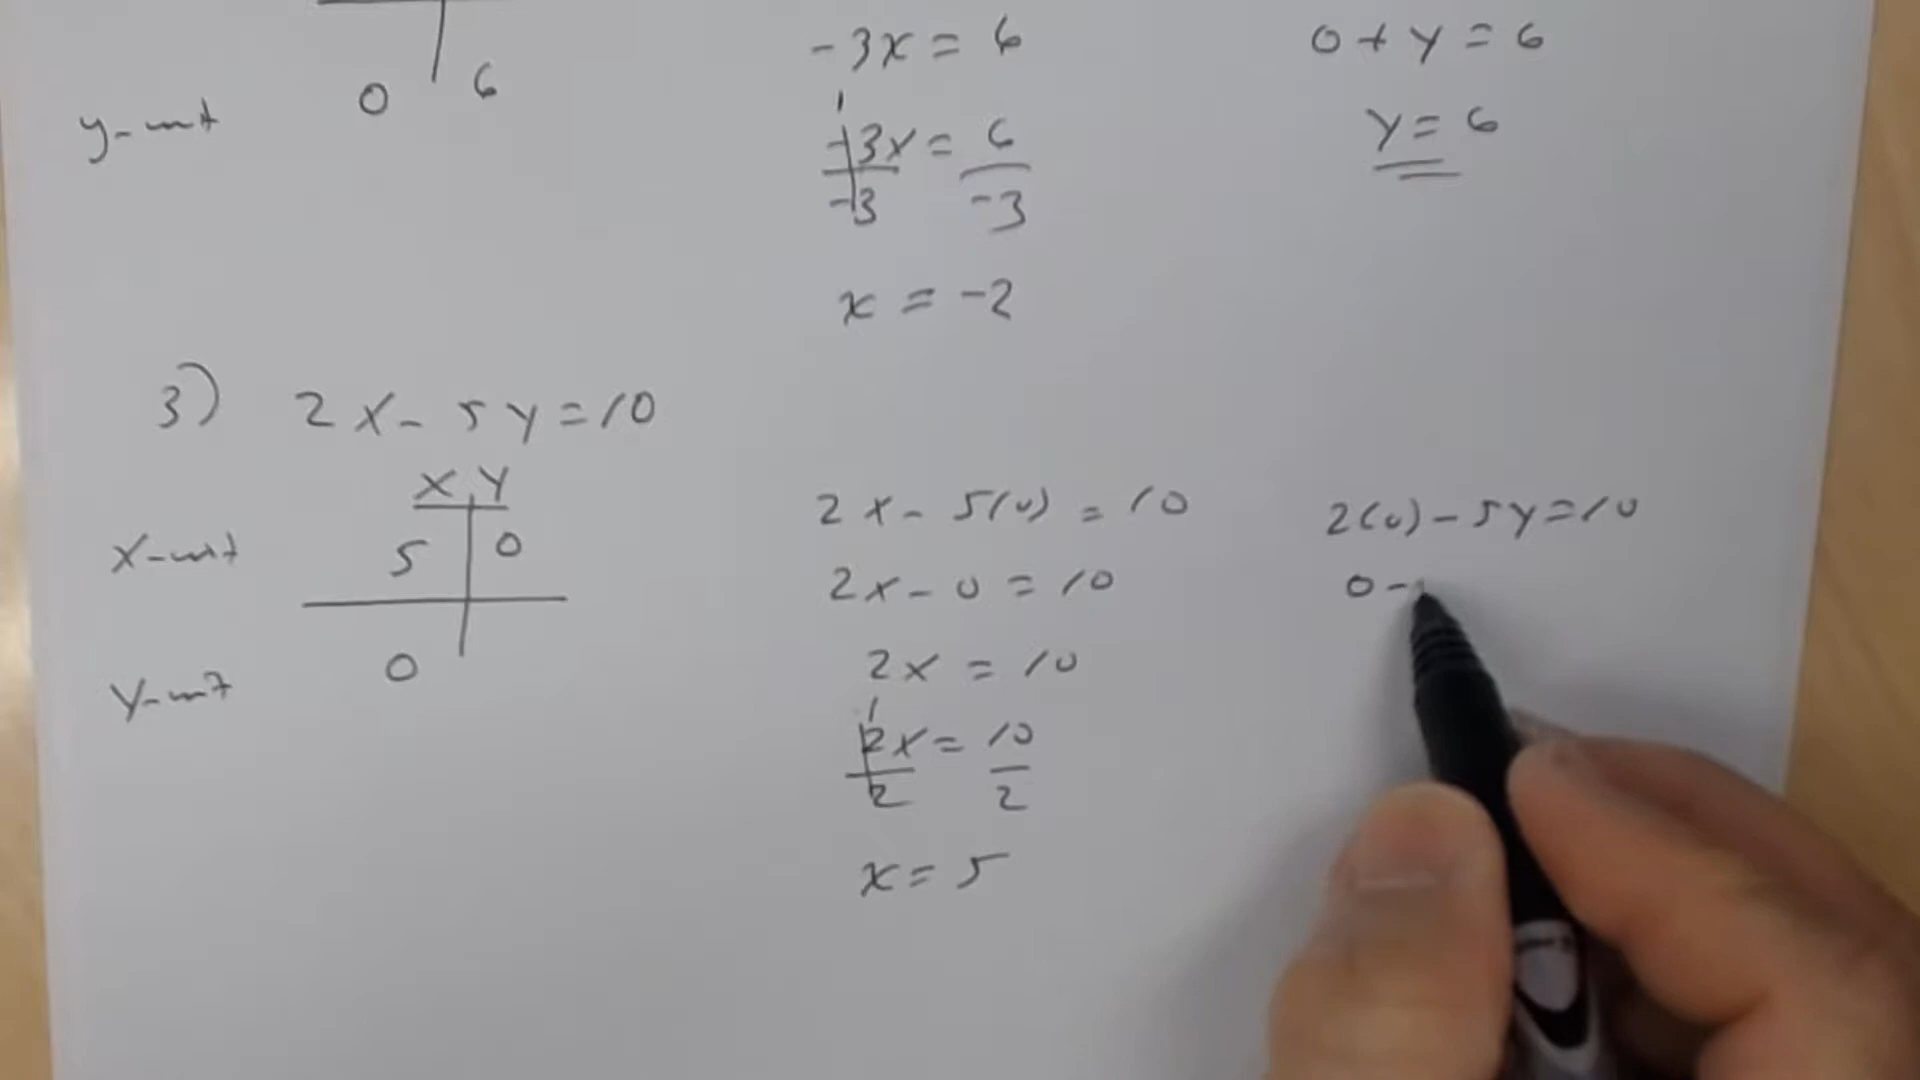 0 6
y-int
-3x = 6
1
-3x = 6
-3 -3
x = -2
0 + y = 6
y = 6
3) 2x - 5y = 10
x y
x-int 5 0
y-int 0
2x - 5(0) = 10
2x - 0 = 10
2x = 10
1
2x = 10
2 2
x = 5
2(0) - 5y = 10
0 -